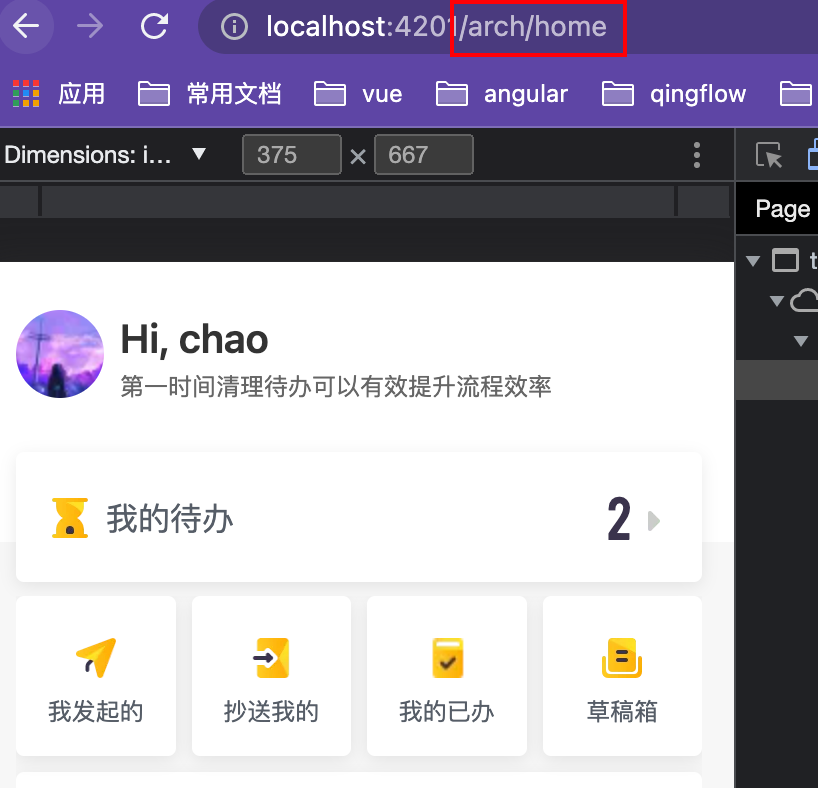 localhost:4201/arch/home
应用 常用文档 vue angular qingflow
Dimensions: i... 375 × 667
Page
t
Hi, chao
第一时间清理待办可以有效提升流程效率
我的待办 2
我发起的 抄送我的 我的已办 草稿箱